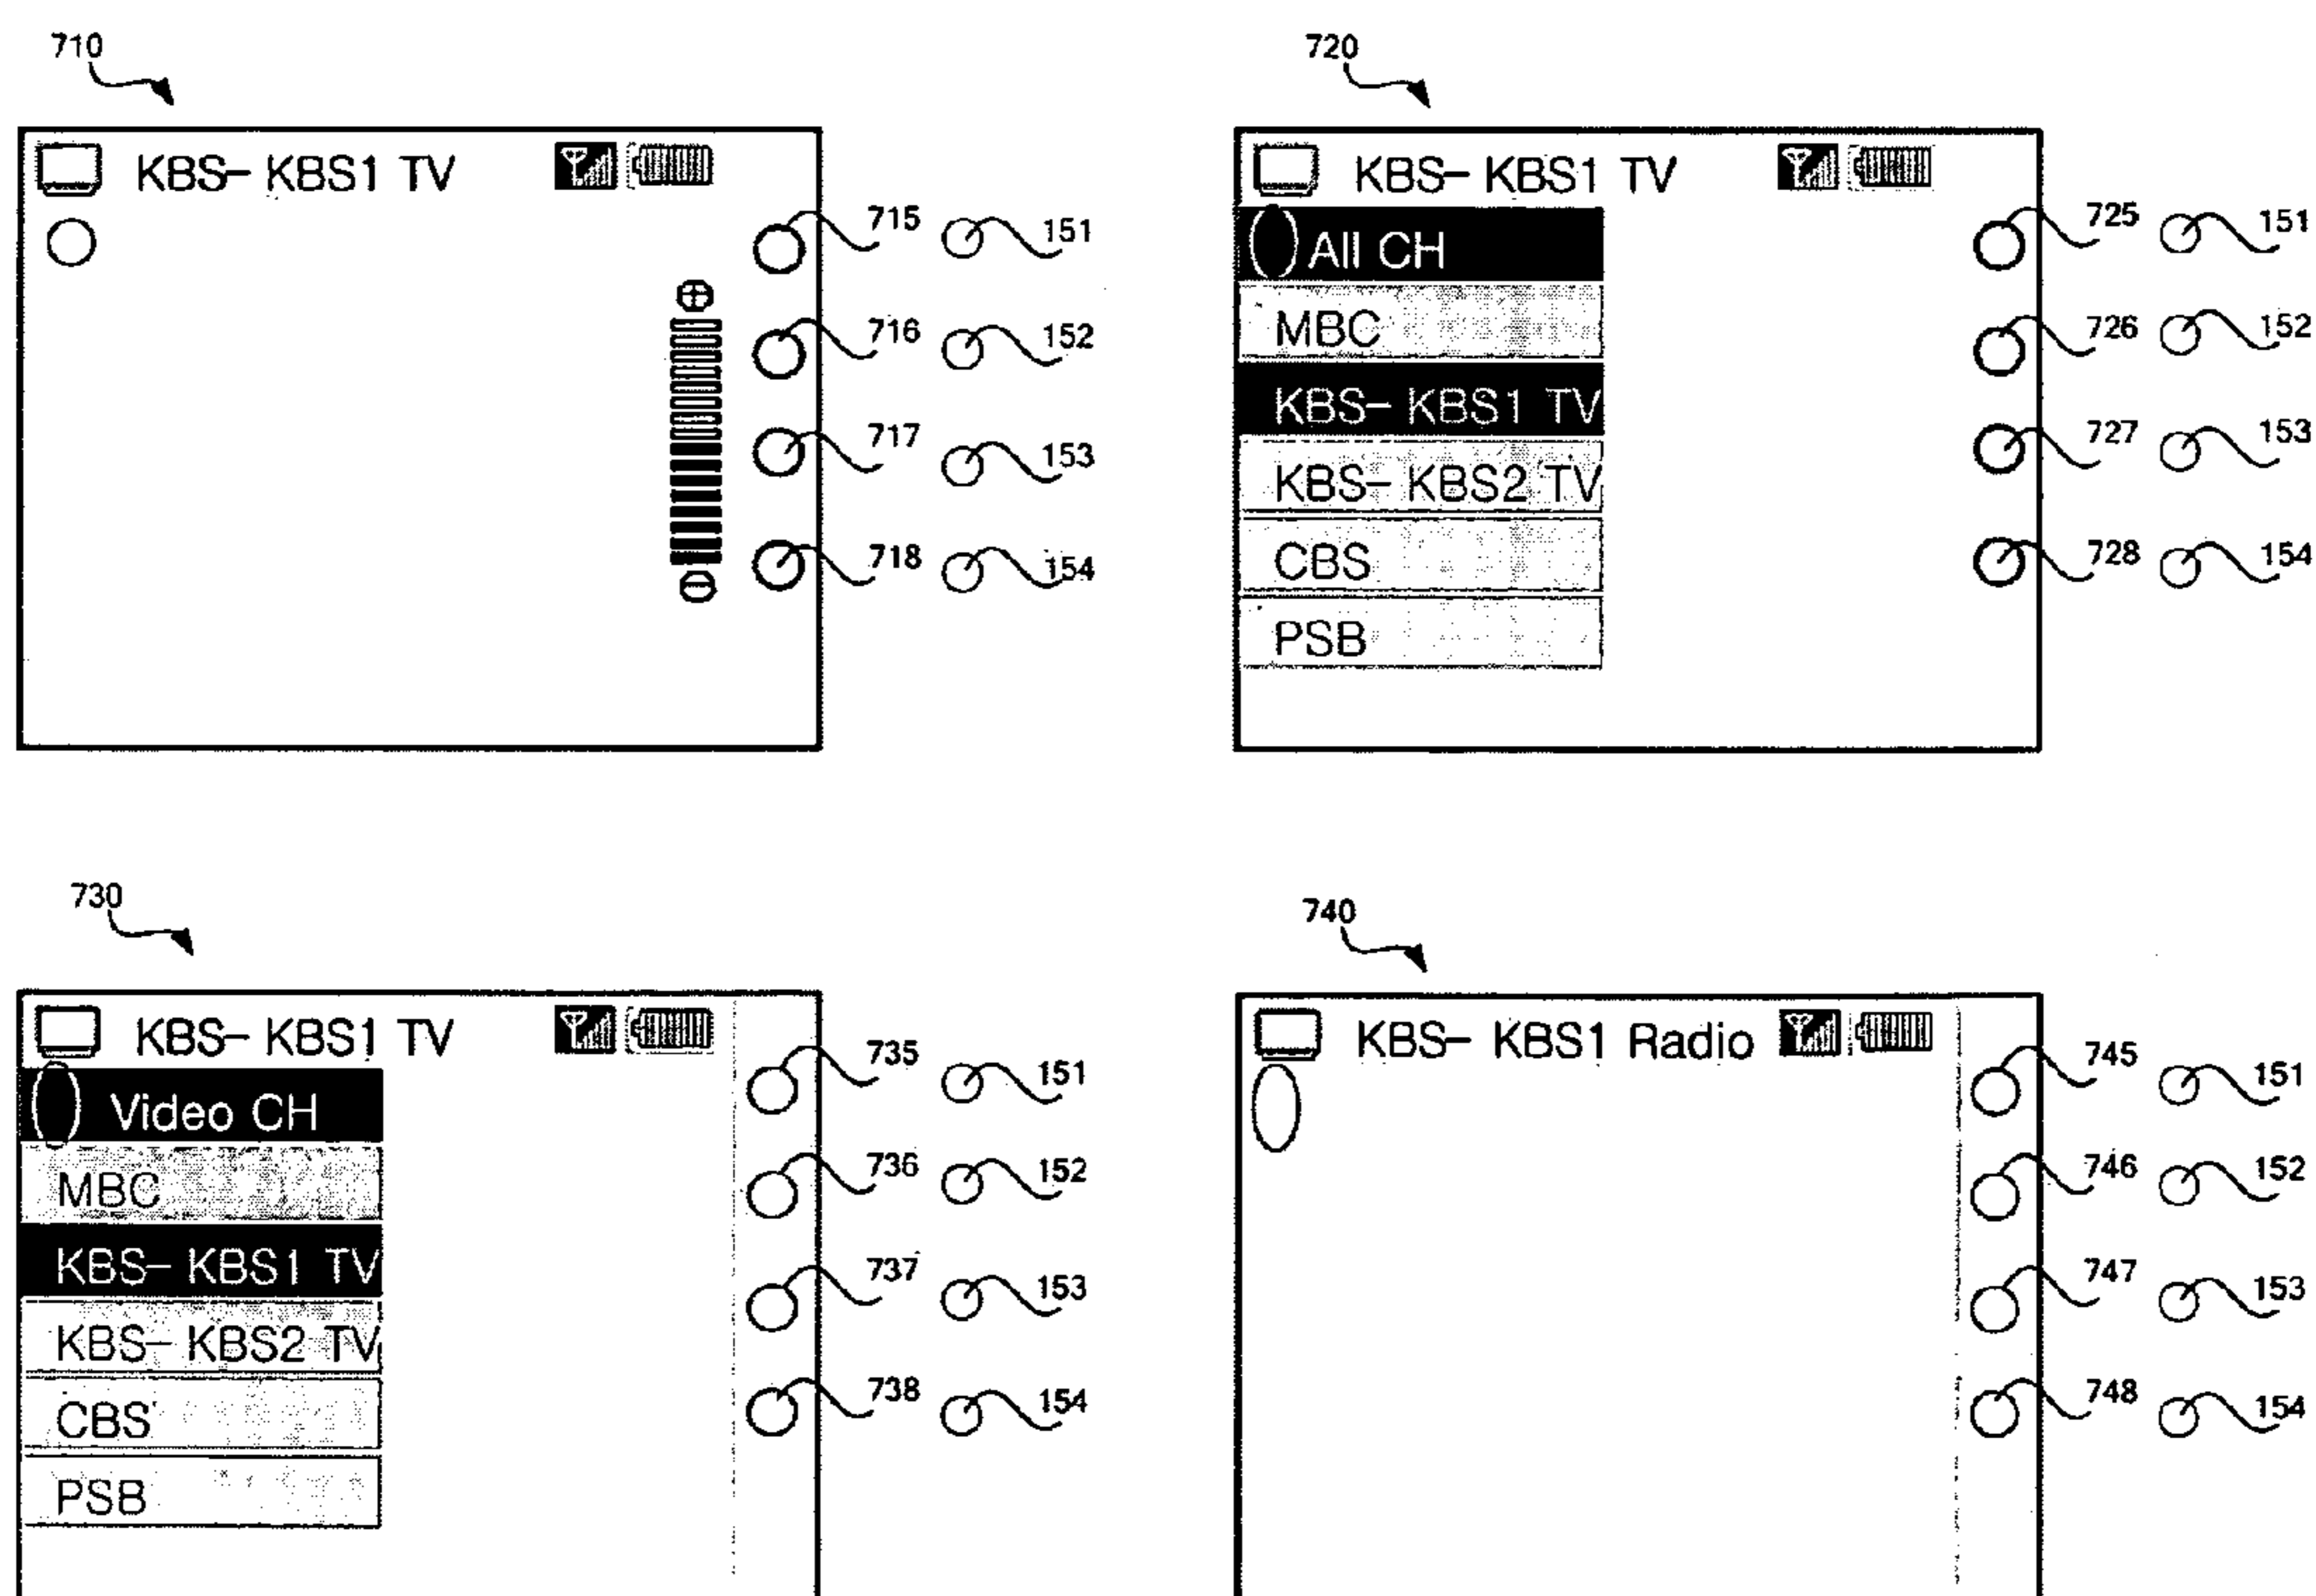 710
KBS- KBS1 TV
715 151
716 152
717 153
718 154
720
KBS- KBS1 TV
All CH
MBC
KBS- KBS1 TV
KBS- KBS2 TV
CBS
PSB
725 151
726 152
727 153
728 154
730
KBS- KBS1 TV
Video CH
MBC
KBS- KBS1 TV
KBS- KBS2 TV
CBS
PSB
735 151
736 152
737 153
738 154
740
KBS- KBS1 Radio
745 151
746 152
747 153
748 154